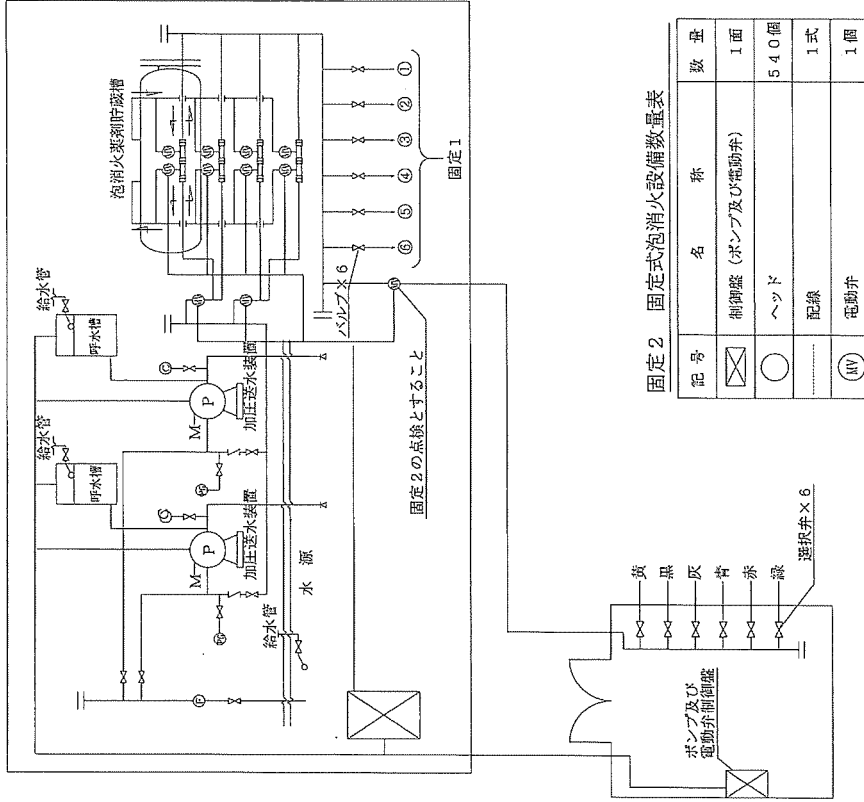 給水管
給水管
呼水槽
呼水槽
泡消火薬剤貯蔵槽
C
C
M
P
M
P
加圧送水装置
加圧送水装置
F
水源
給水管
バルブ×6
①
②
③
④
⑤
⑥
固定1
固定2の点検とすること
ポンプ及び
電動弁制御盤
黄
黒
灰
青
赤
緑
選択弁×6
固定2 固定式泡消火設備数量表
記号 名称 数量
制御盤(ポンプ及び電動弁) 1面
ヘッド 540個
配線 1式
MV 電動弁 1個